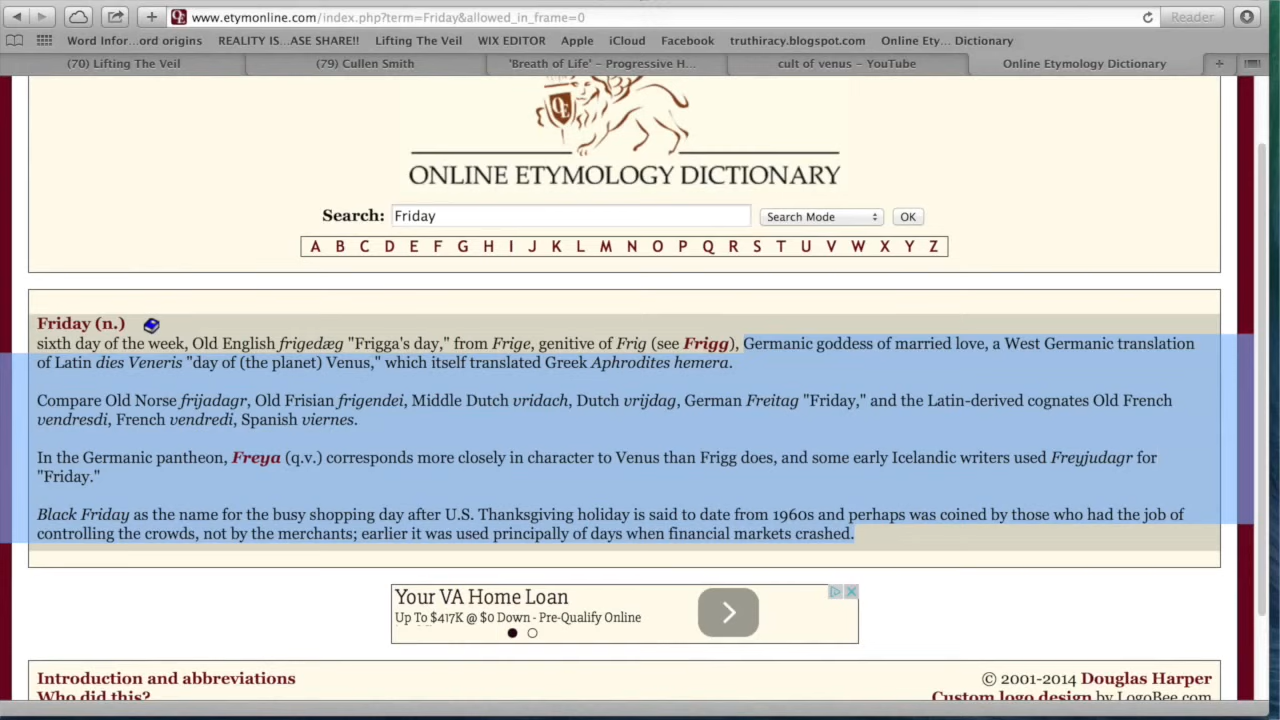 www.etymonline.com/index.php?term=Friday&allowed_in_frame=0
Reader
Word Infor...ord origins REALITY IS...ASE SHARE!! Lifting The Veil WIX EDITOR Apple iCloud Facebook truthiracy.blogspot.com Online Ety... Dictionary
(70) Lifting The Veil (79) Cullen Smith 'Breath of Life' – Progressive H... cult of venus – YouTube Online Etymology Dictionary
OE
ONLINE ETYMOLOGY DICTIONARY
Search: Friday Search Mode OK
A B C D E F G H I J K L M N O P Q R S T U V W X Y Z
Friday (n.)
sixth day of the week, Old English frigedæg "Frigga's day," from Frige, genitive of Frig (see Frigg), Germanic goddess of married love, a West Germanic translation
of Latin dies Veneris "day of (the planet) Venus," which itself translated Greek Aphrodites hemera.
Compare Old Norse frijadagr, Old Frisian frigendei, Middle Dutch vridach, Dutch vrijdag, German Freitag "Friday," and the Latin-derived cognates Old French
vendresdi, French vendredi, Spanish viernes.
In the Germanic pantheon, Freya (q.v.) corresponds more closely in character to Venus than Frigg does, and some early Icelandic writers used Freyjudagr for
"Friday."
Black Friday as the name for the busy shopping day after U.S. Thanksgiving holiday is said to date from 1960s and perhaps was coined by those who had the job of
controlling the crowds, not by the merchants; earlier it was used principally of days when financial markets crashed.
Your VA Home Loan
Up To $417K @ $0 Down - Pre-Qualify Online
Introduction and abbreviations © 2001-2014 Douglas Harper
Who did this? Custom logo design by LogoBee.com